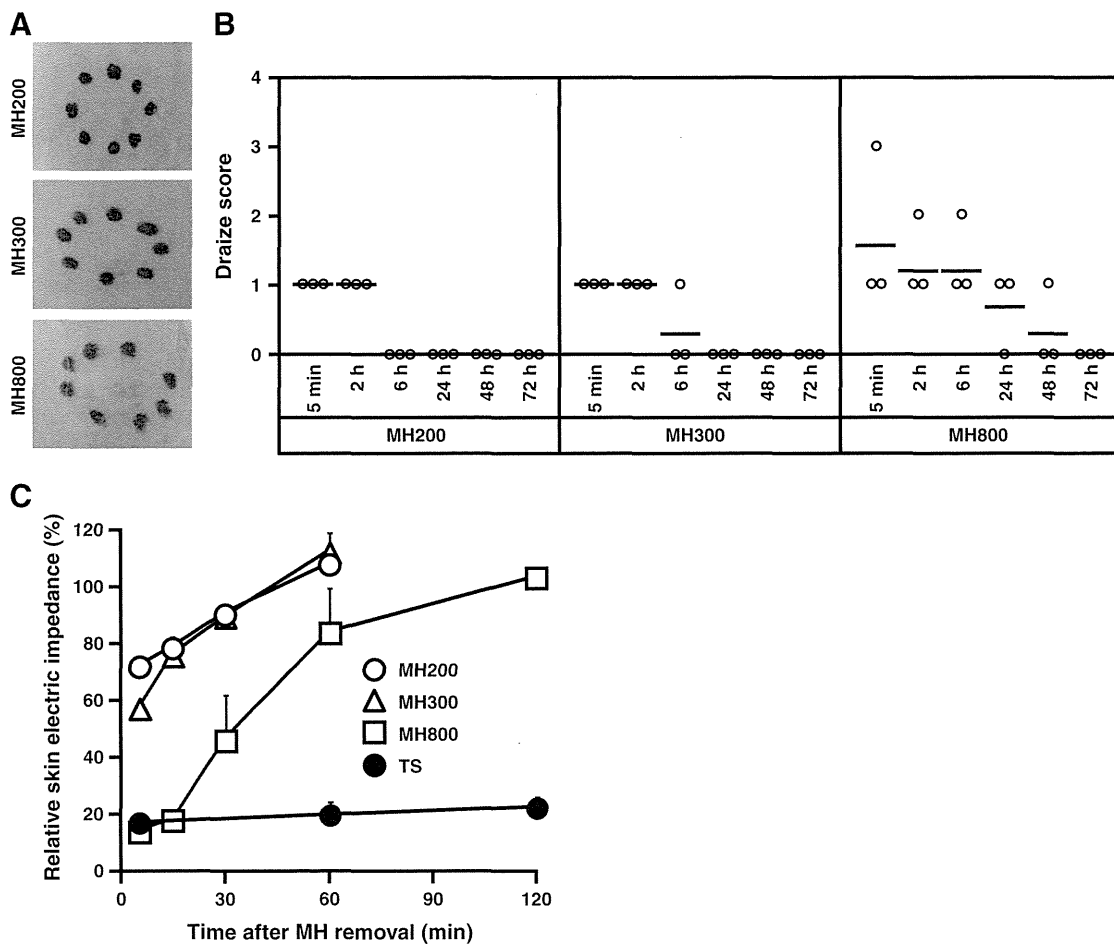 A
MH200
MH300
MH800
B
Draize score
4
3
2
1
0
5 min
2 h
6 h
24 h
48 h
72 h
5 min
2 h
6 h
24 h
48 h
72 h
5 min
2 h
6 h
24 h
48 h
72 h
MH200
MH300
MH800
C
Relative skin electric impedance (%)
120
100
80
60
40
20
0
MH200
MH300
MH800
TS
0
30
60
90
120
Time after MH removal (min)